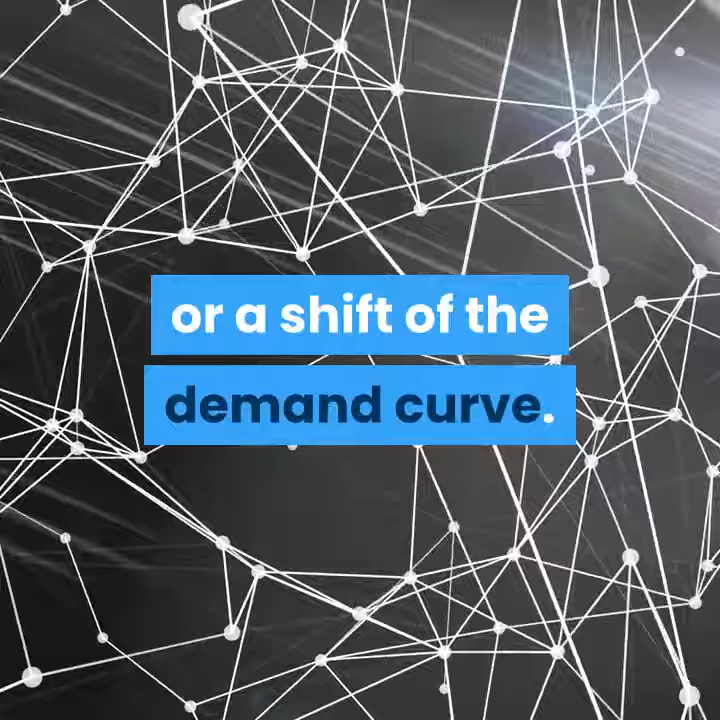 or a shift of the
demand curve.